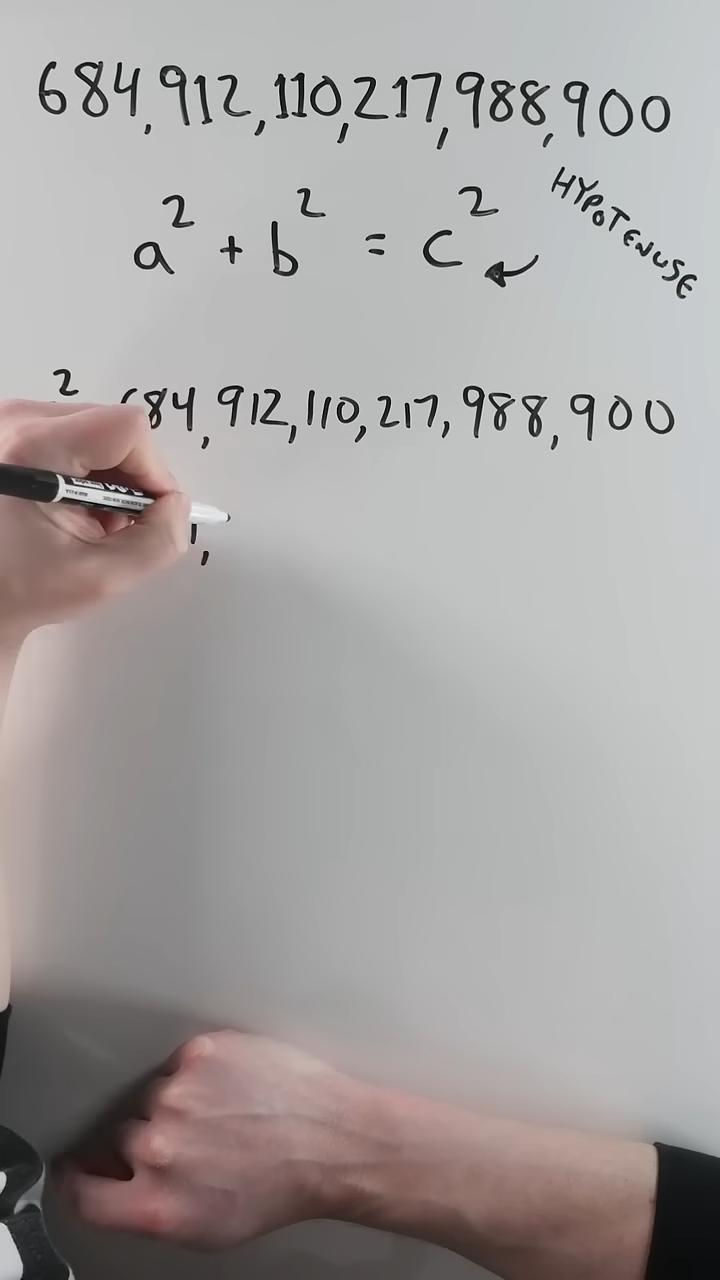 684,912,110,217,988,900
a² + b² = c²
HYPOTENUSE
² 84,912,110,217,988,900
,